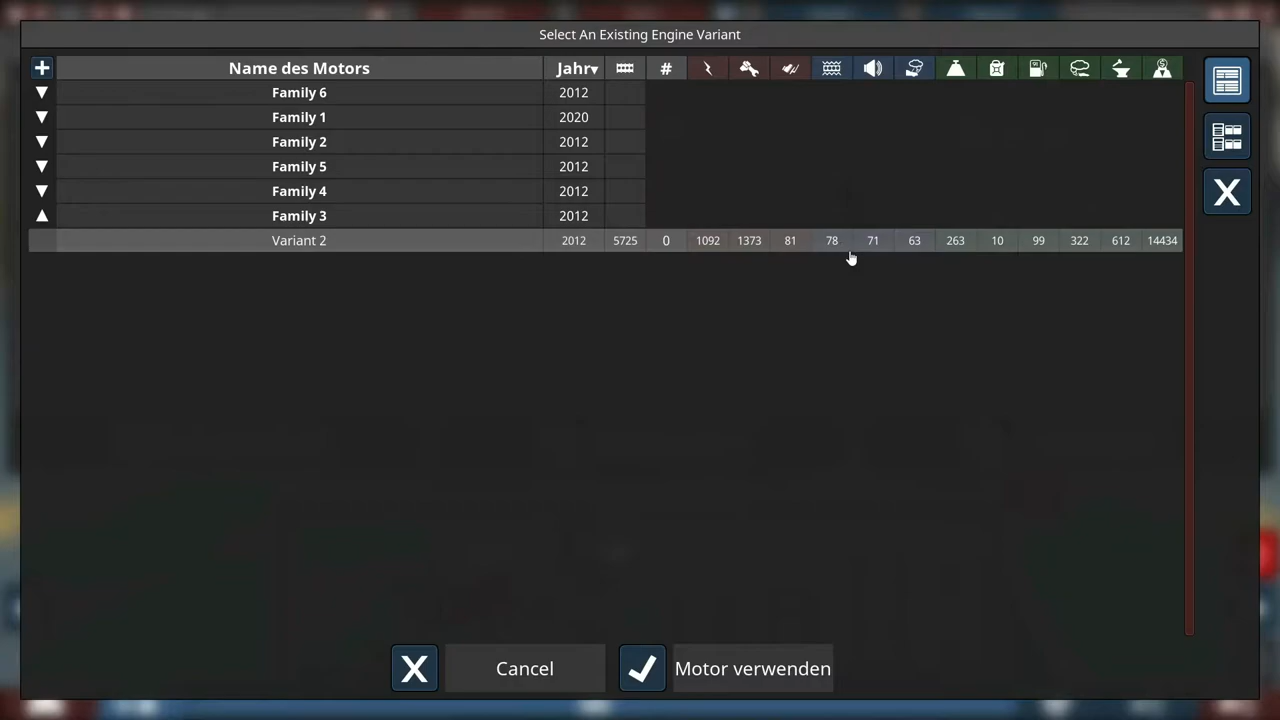 Select An Existing Engine Variant
Name des Motors Jahr▾ #
Family 6 2012
Family 1 2020
Family 2 2012
Family 5 2012
Family 4 2012
Family 3 2012
Variant 2 2012 5725 0 1092 1373 81 78 71 63 263 10 99 322 612 14434
Cancel Motor verwenden